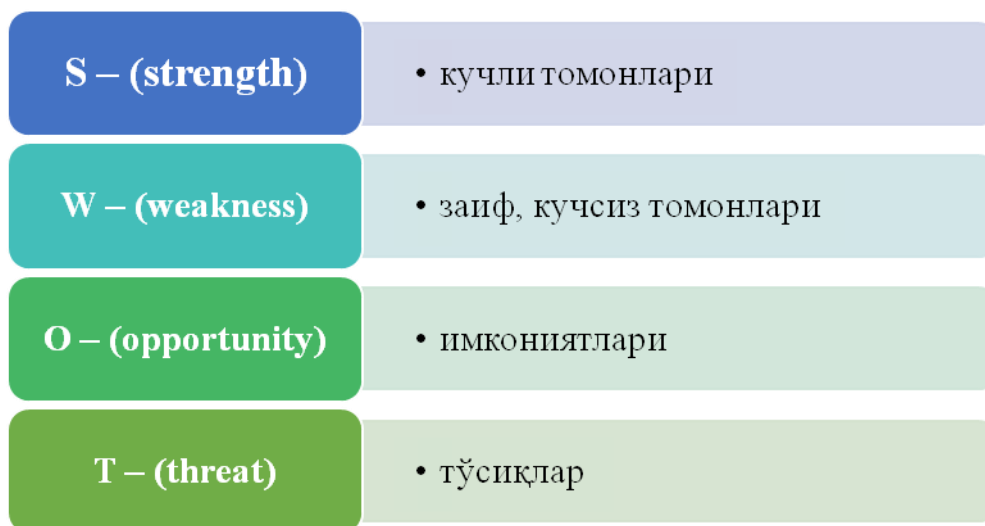 S – (strength)
• кучли томонлари
W – (weakness)
• заиф, кучсиз томонлари
O – (opportunity)
• имкониятлари
T – (threat)
• тўсиқлар